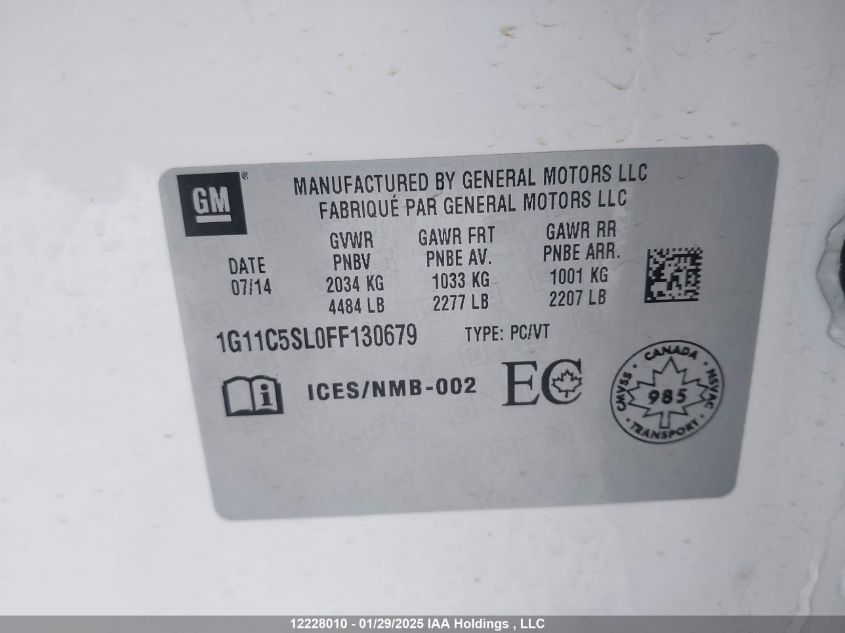 GM ®
MANUFACTURED BY GENERAL MOTORS LLC
FABRIQUÉ PAR GENERAL MOTORS LLC
DATE
07/14
GVWR
PNBV
2034 KG
4484 LB
GAWR FRT
PNBE AV.
1033 KG
2277 LB
GAWR RR
PNBE ARR.
1001 KG
2207 LB
1G11C5SL0FF130679 TYPE: PC/VT
i ICES/NMB-002 EC
CANADA
CMVSS 985 NSVAC
TRANSPORT
12228010 - 01/29/2025 IAA Holdings , LLC